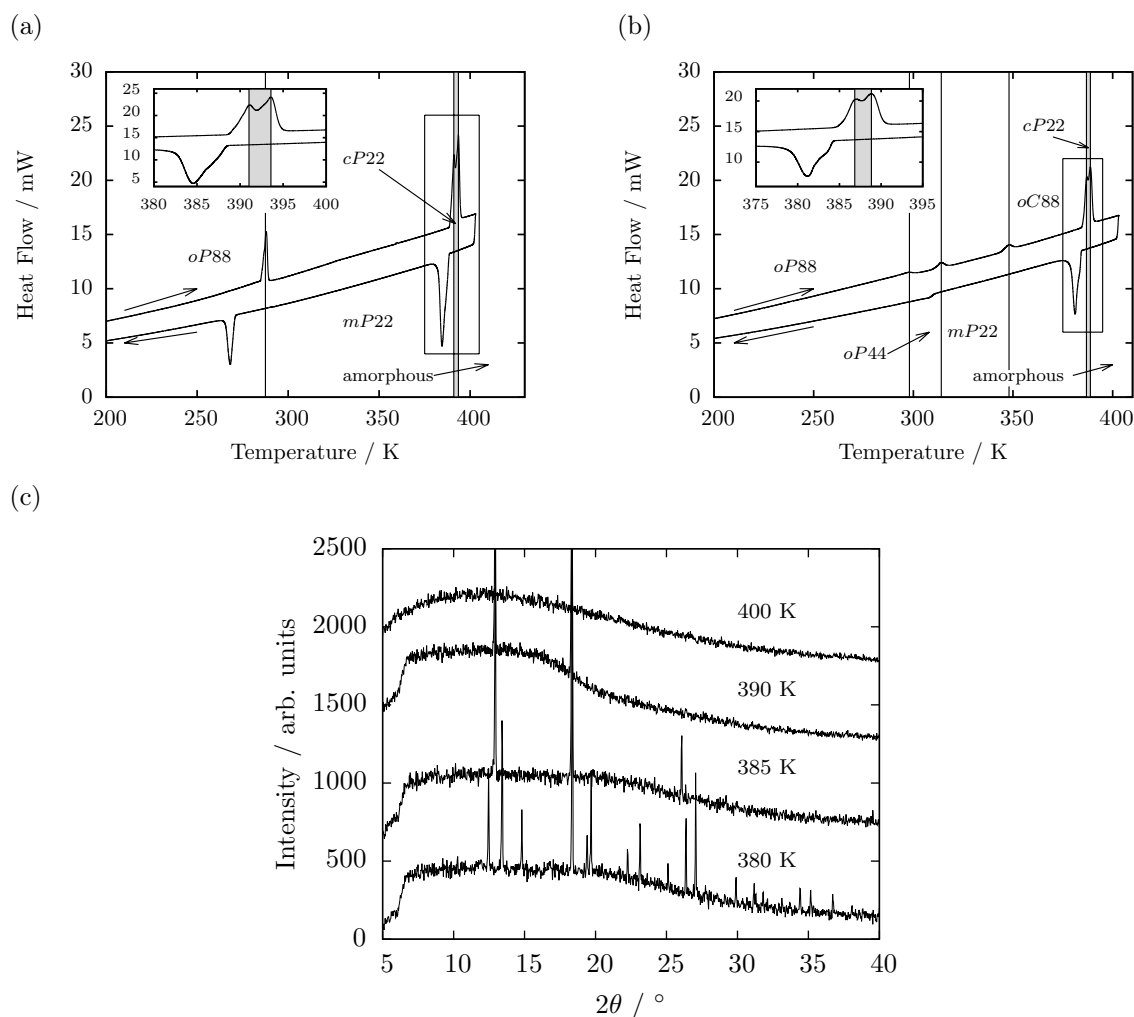 (a)
Heat Flow / mW
30
25
20
15
10
5
0
200
250
300
350
400
Temperature / K
25
20
15
10
5
380
385
390
395
400
cP22
oP88
mP22
amorphous
(b)
Heat Flow / mW
30
25
20
15
10
5
0
200
250
300
350
400
Temperature / K
20
15
10
375
380
385
390
395
cP22
oC88
oP88
mP22
oP44
amorphous
(c)
Intensity / arb. units
2500
2000
1500
1000
500
0
5
10
15
20
25
30
35
40
2θ / °
400 K
390 K
385 K
380 K